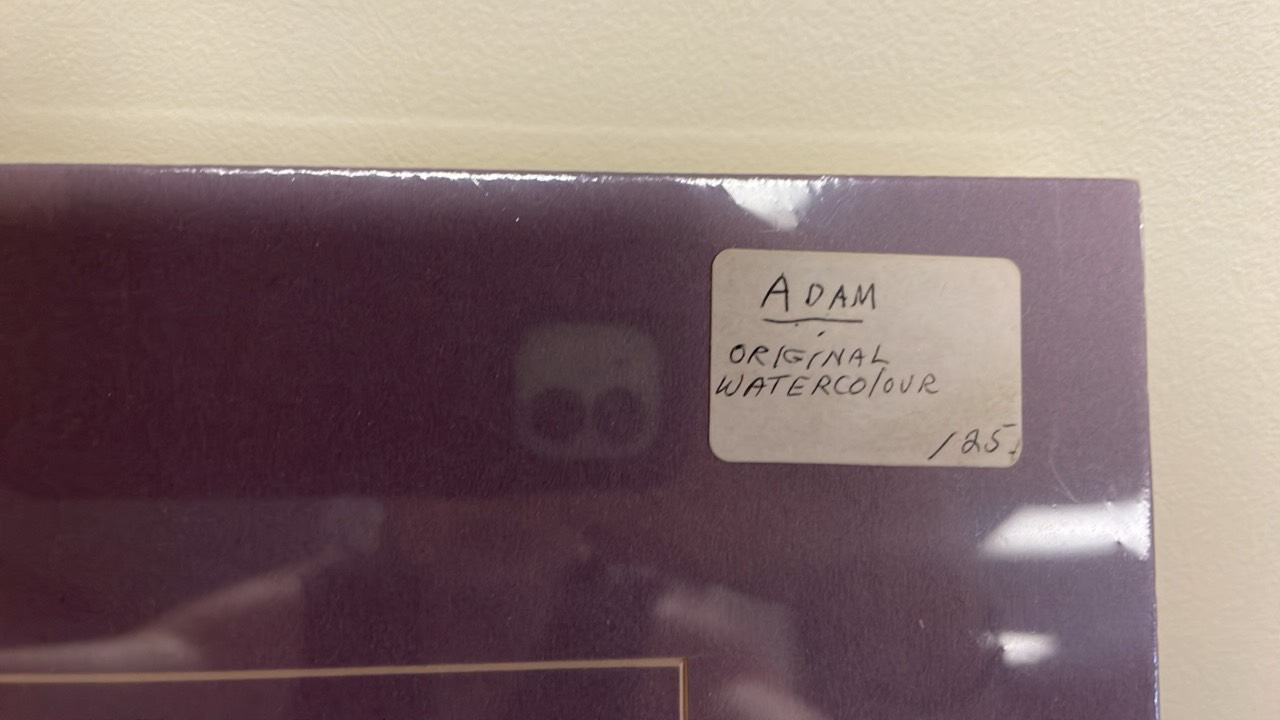 ADAM
ORIGINAL
WATERCOlOUR
/25.